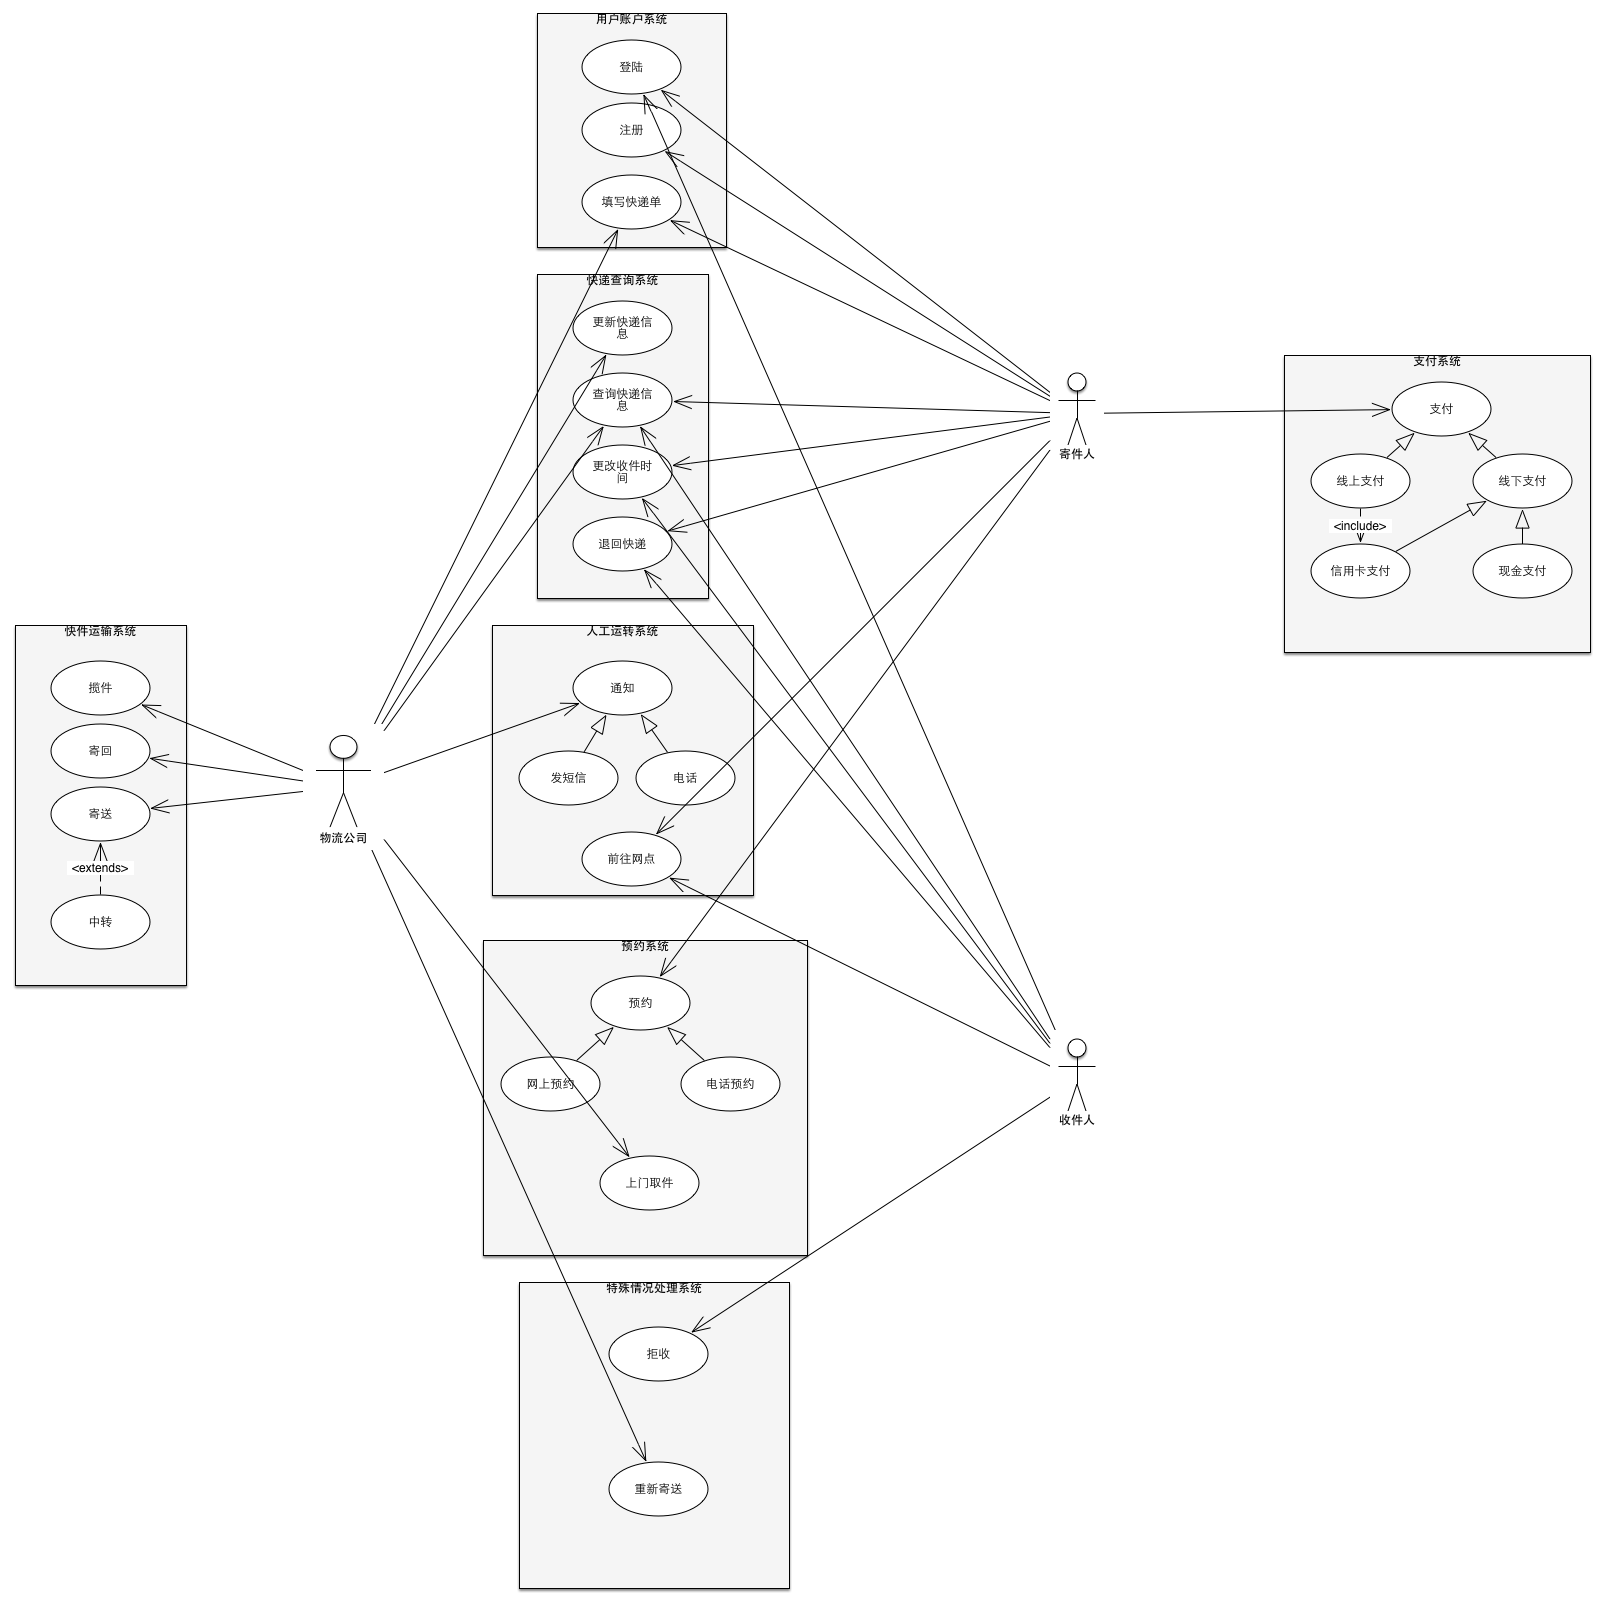 用户账户系统
登陆
注册
填写快递单
快递查询系统
更新快递信
息
查询快递信
息
更改收件时
间
退回快递
寄件人
支付系统
支付
线上支付
线下支付
<include>
信用卡支付
现金支付
快件运输系统
揽件
寄回
寄送
<extends>
中转
物流公司
人工运转系统
通知
发短信
电话
前往网点
预约系统
预约
网上预约
电话预约
上门取件
收件人
特殊情况处理系统
拒收
重新寄送